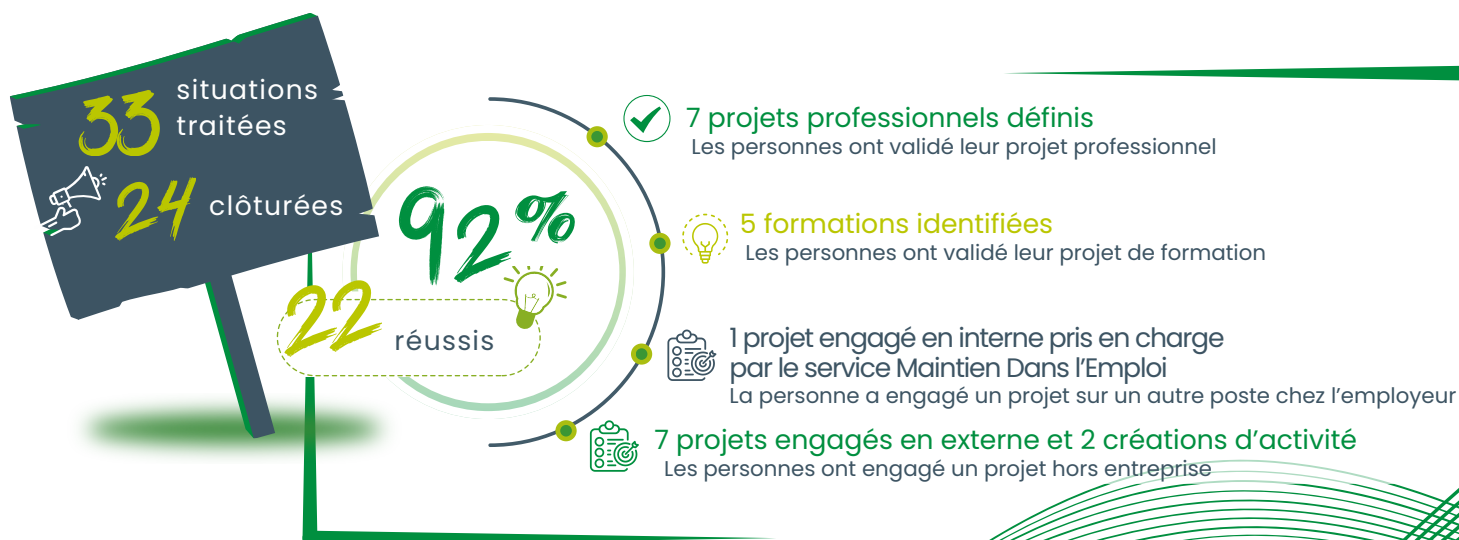 33 situations
traitées
24 clôturées
92%
22 réussis
7 projets professionnels définis
Les personnes ont validé leur projet professionnel
5 formations identifiées
Les personnes ont validé leur projet de formation
1 projet engagé en interne pris en charge
par le service Maintien Dans l’Emploi
La personne a engagé un projet sur un autre poste chez l’employeur
7 projets engagés en externe et 2 créations d’activité
Les personnes ont engagé un projet hors entreprise